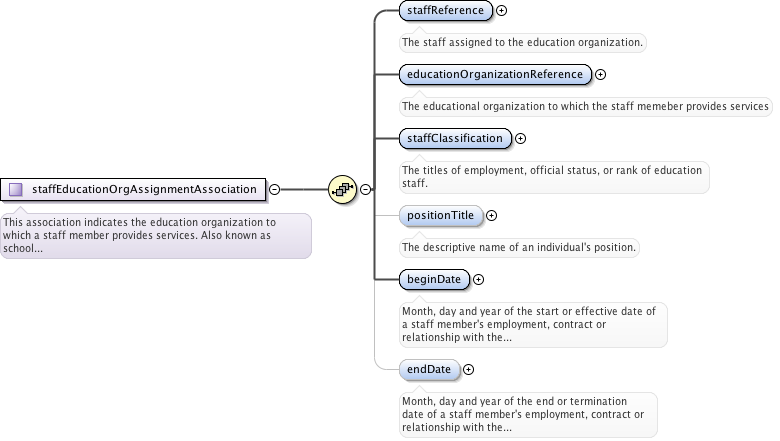 staffReference
The staff assigned to the education organization.
educationOrganizationReference
The educational organization to which the staff memeber provides services
staffClassification
The titles of employment, official status, or rank of education
staff.
staffEducationOrgAssignmentAssociation
This association indicates the education organization to
which a staff member provides services. Also known as
school...
positionTitle
The descriptive name of an individual's position.
beginDate
Month, day and year of the start or effective date of
a staff member's employment, contract or
relationship with the...
endDate
Month, day and year of the end or termination
date of a staff member's employment, contract or
relationship with the...